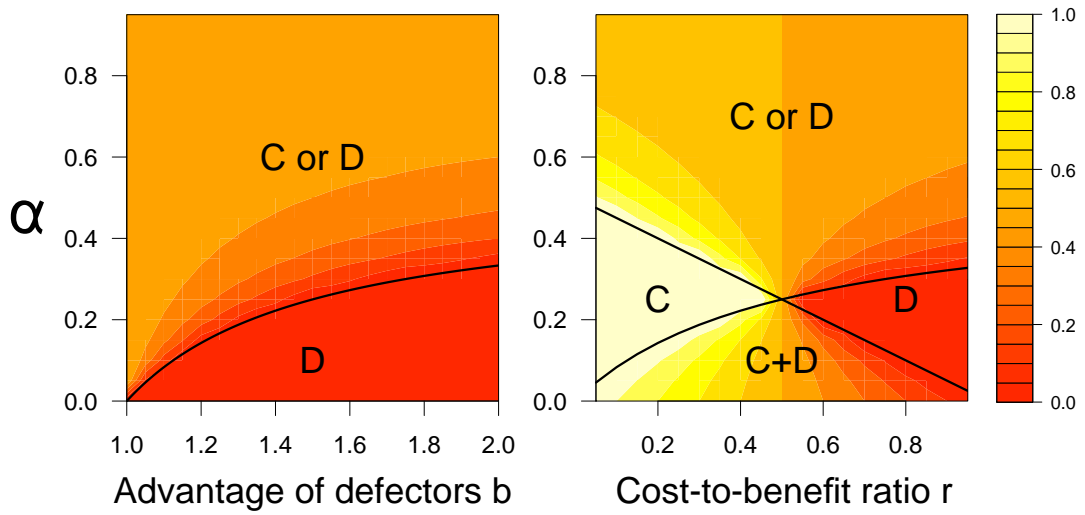 α
0.8
0.6
0.4
0.2
0.0
C or D
D
1.0 1.2 1.4 1.6 1.8 2.0
Advantage of defectors b
0.8
0.6
0.4
0.2
0.0
C or D
C
D
C+D
0.2 0.4 0.6 0.8
Cost-to-benefit ratio r
1.0
0.8
0.6
0.4
0.2
0.0